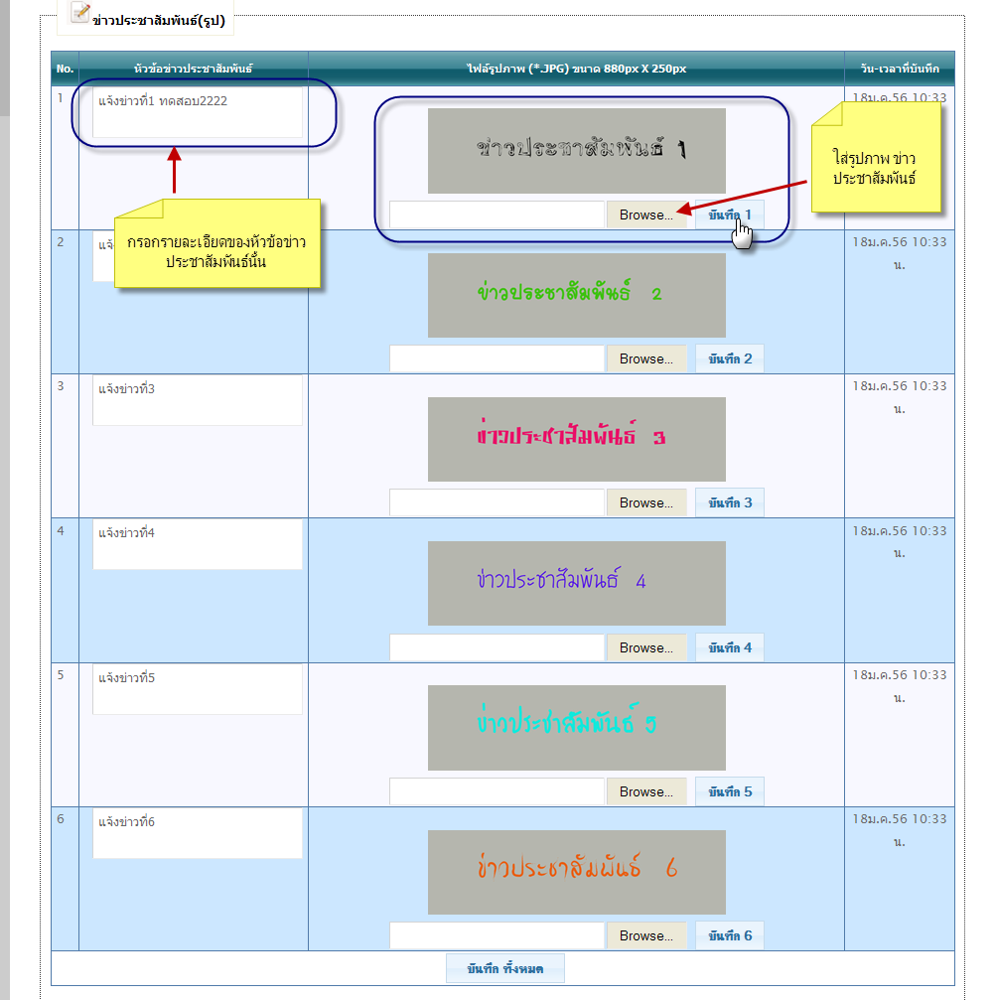 ข่าวประชาสัมพันธ์(รูป)
No. หัวข้อข่าวประชาสัมพันธ์ ไฟล์รูปภาพ (*.JPG) ขนาด 880px X 250px วัน-เวลาที่บันทึก
1 แจ้งข่าวที่1 ทดสอบ2222
18ม.ค.56 10:33
ข่าวประชาสัมพันธ์ 1
Browse... บันทึก 1
ใส่รูปภาพ ข่าว
ประชาสัมพันธ์
กรอกรายละเอียดของหัวข้อข่าว
ประชาสัมพันธ์นั้น
2 แจ้
18ม.ค.56 10:33
น.
ข่าวประชาสัมพันธ์ 2
Browse... บันทึก 2
3 แจ้งข่าวที่3
18ม.ค.56 10:33
น.
ข่าวประชาสัมพันธ์ 3
Browse... บันทึก 3
4 แจ้งข่าวที่4
18ม.ค.56 10:33
น.
ข่าวประชาสัมพันธ์ 4
Browse... บันทึก 4
5 แจ้งข่าวที่5
18ม.ค.56 10:33
น.
ข่าวประชาสัมพันธ์ 5
Browse... บันทึก 5
6 แจ้งข่าวที่6
18ม.ค.56 10:33
น.
ข่าวประชาสัมพันธ์ 6
Browse... บันทึก 6
บันทึก ทั้งหมด